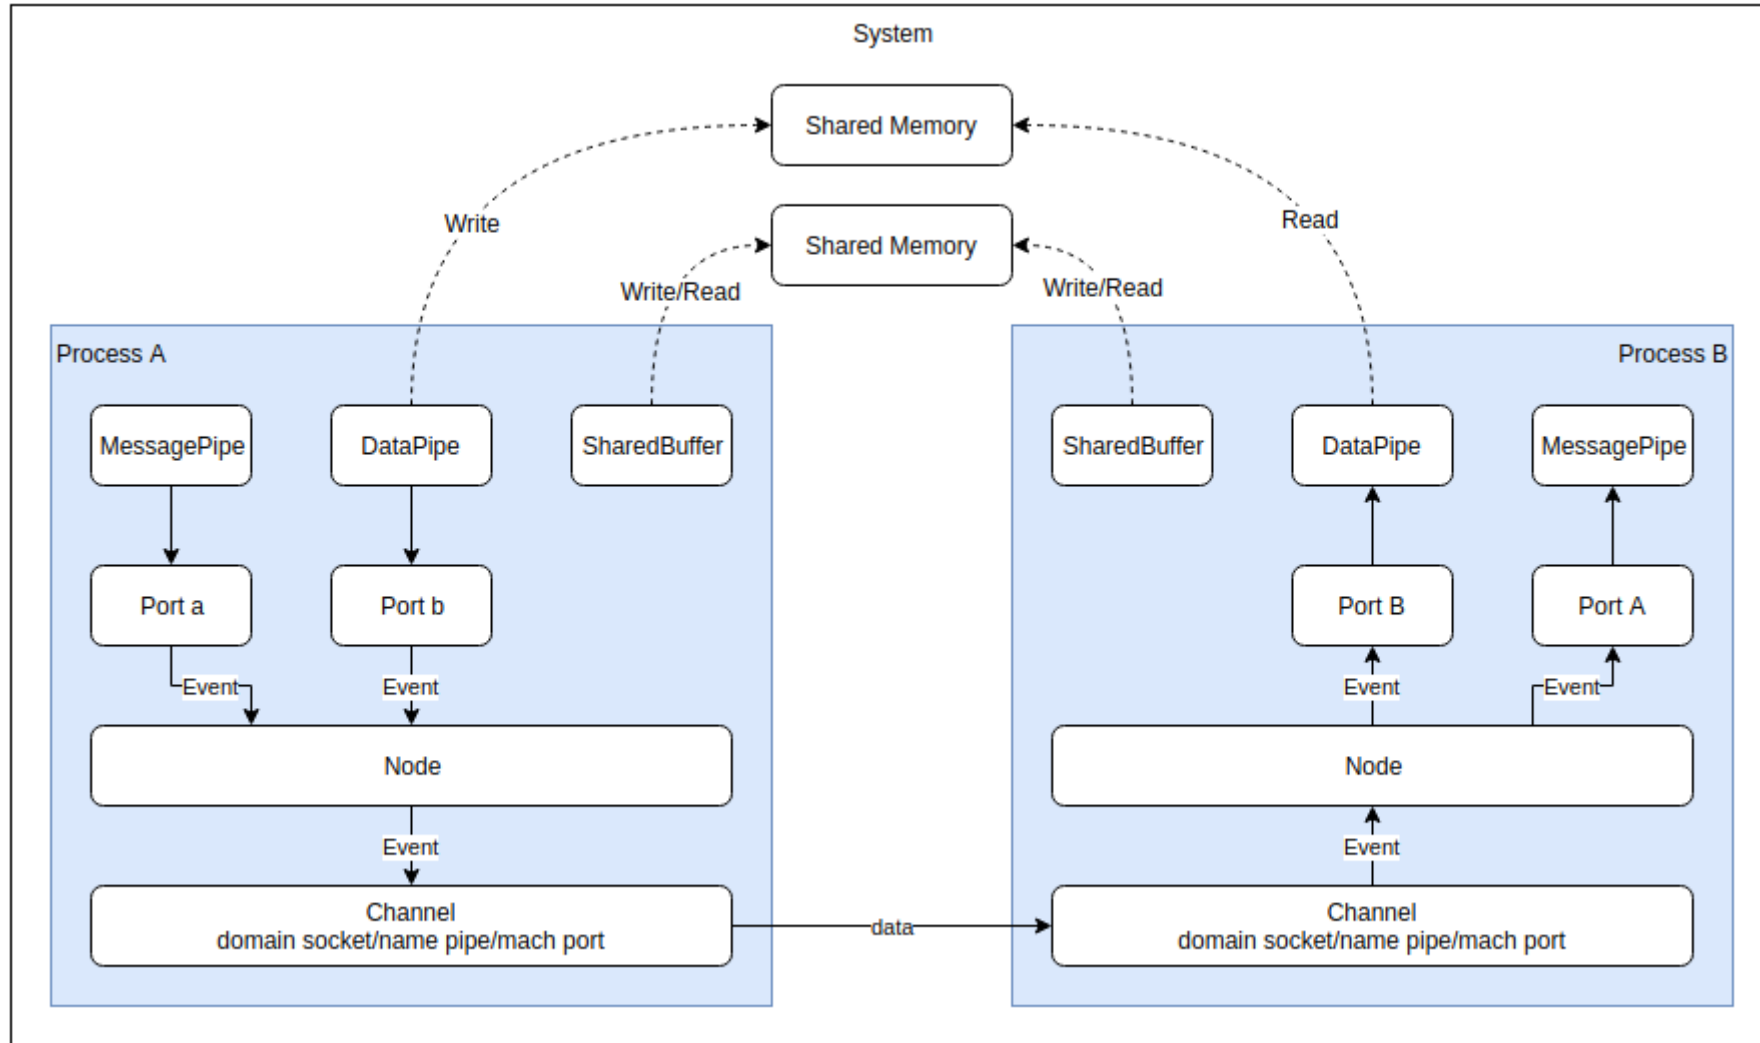 System
Shared Memory
Write
Read
Shared Memory
Write/Read
Write/Read
Process A
Process B
MessagePipe
DataPipe
SharedBuffer
SharedBuffer
DataPipe
MessagePipe
Port a
Port b
Port B
Port A
Event
Event
Event
Event
Node
Node
Event
Event
Channel
domain socket/name pipe/mach port
data
Channel
domain socket/name pipe/mach port